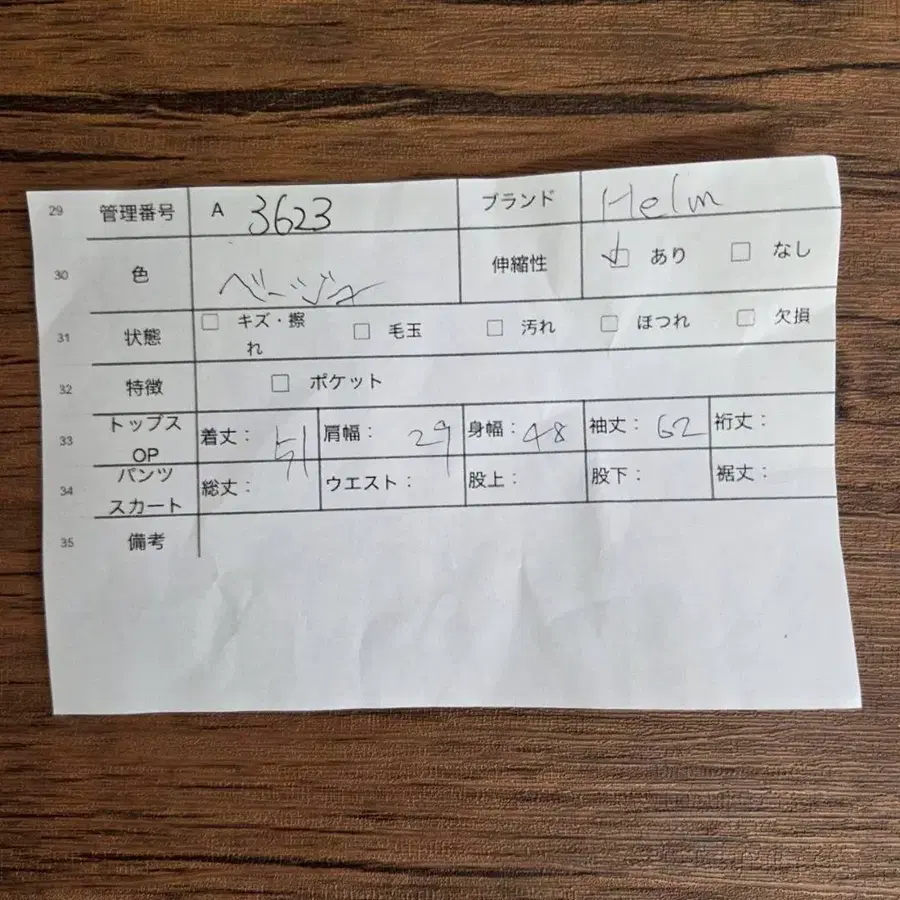 29 管理番号 A 3623 ブランド Helm
30 色 ベージュ 伸縮性 あり □ なし
31 状態 □ キズ・擦れ □ 毛玉 □ 汚れ □ ほつれ □ 欠損
32 特徴 □ ポケット
33 トップス OP 着丈： 51 肩幅： 29 身幅： 48 袖丈： 62 裄丈：
34 パンツ スカート 総丈： ウエスト： 股上： 股下： 裾丈：
35 備考